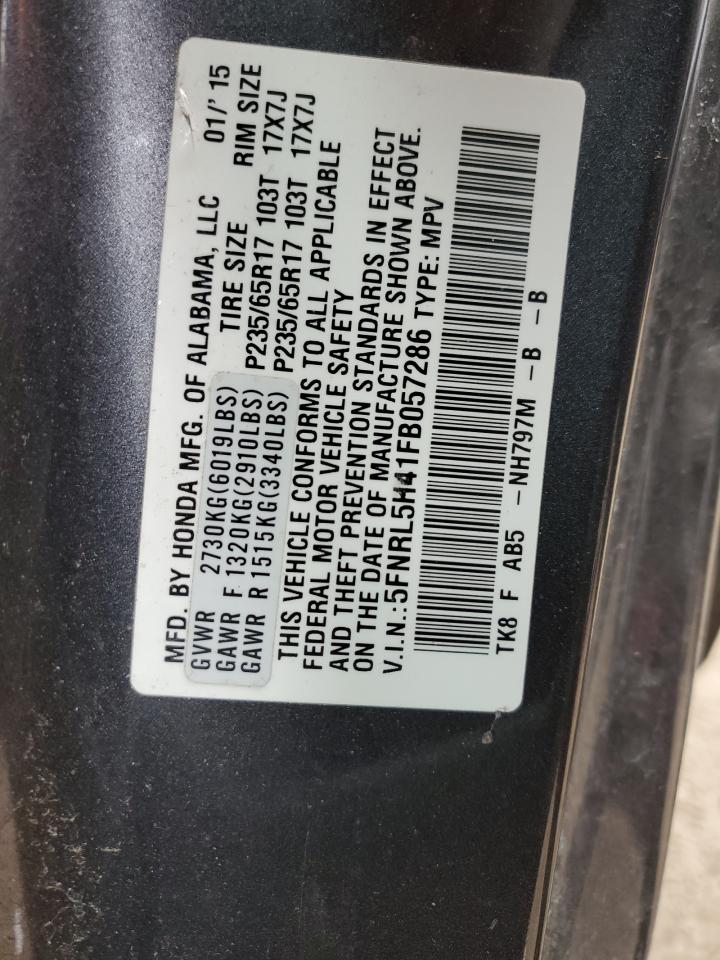 MFD. BY HONDA MFG. OF ALABAMA, LLC 01/'15
GVWR 2730KG(6019LBS) TIRE SIZE RIM SIZE
GAWR F 1320KG(2910LBS) P235/65R17 103T 17X7J
GAWR R 1515KG(3340LBS) P235/65R17 103T 17X7J
THIS VEHICLE CONFORMS TO ALL APPLICABLE
FEDERAL MOTOR VEHICLE SAFETY
AND THEFT PREVENTION STANDARDS IN EFFECT
ON THE DATE OF MANUFACTURE SHOWN ABOVE.
V.I.N.:5FNRL5H41FB057286 TYPE: MPV
TK8 F AB5 -NH797M -B -B